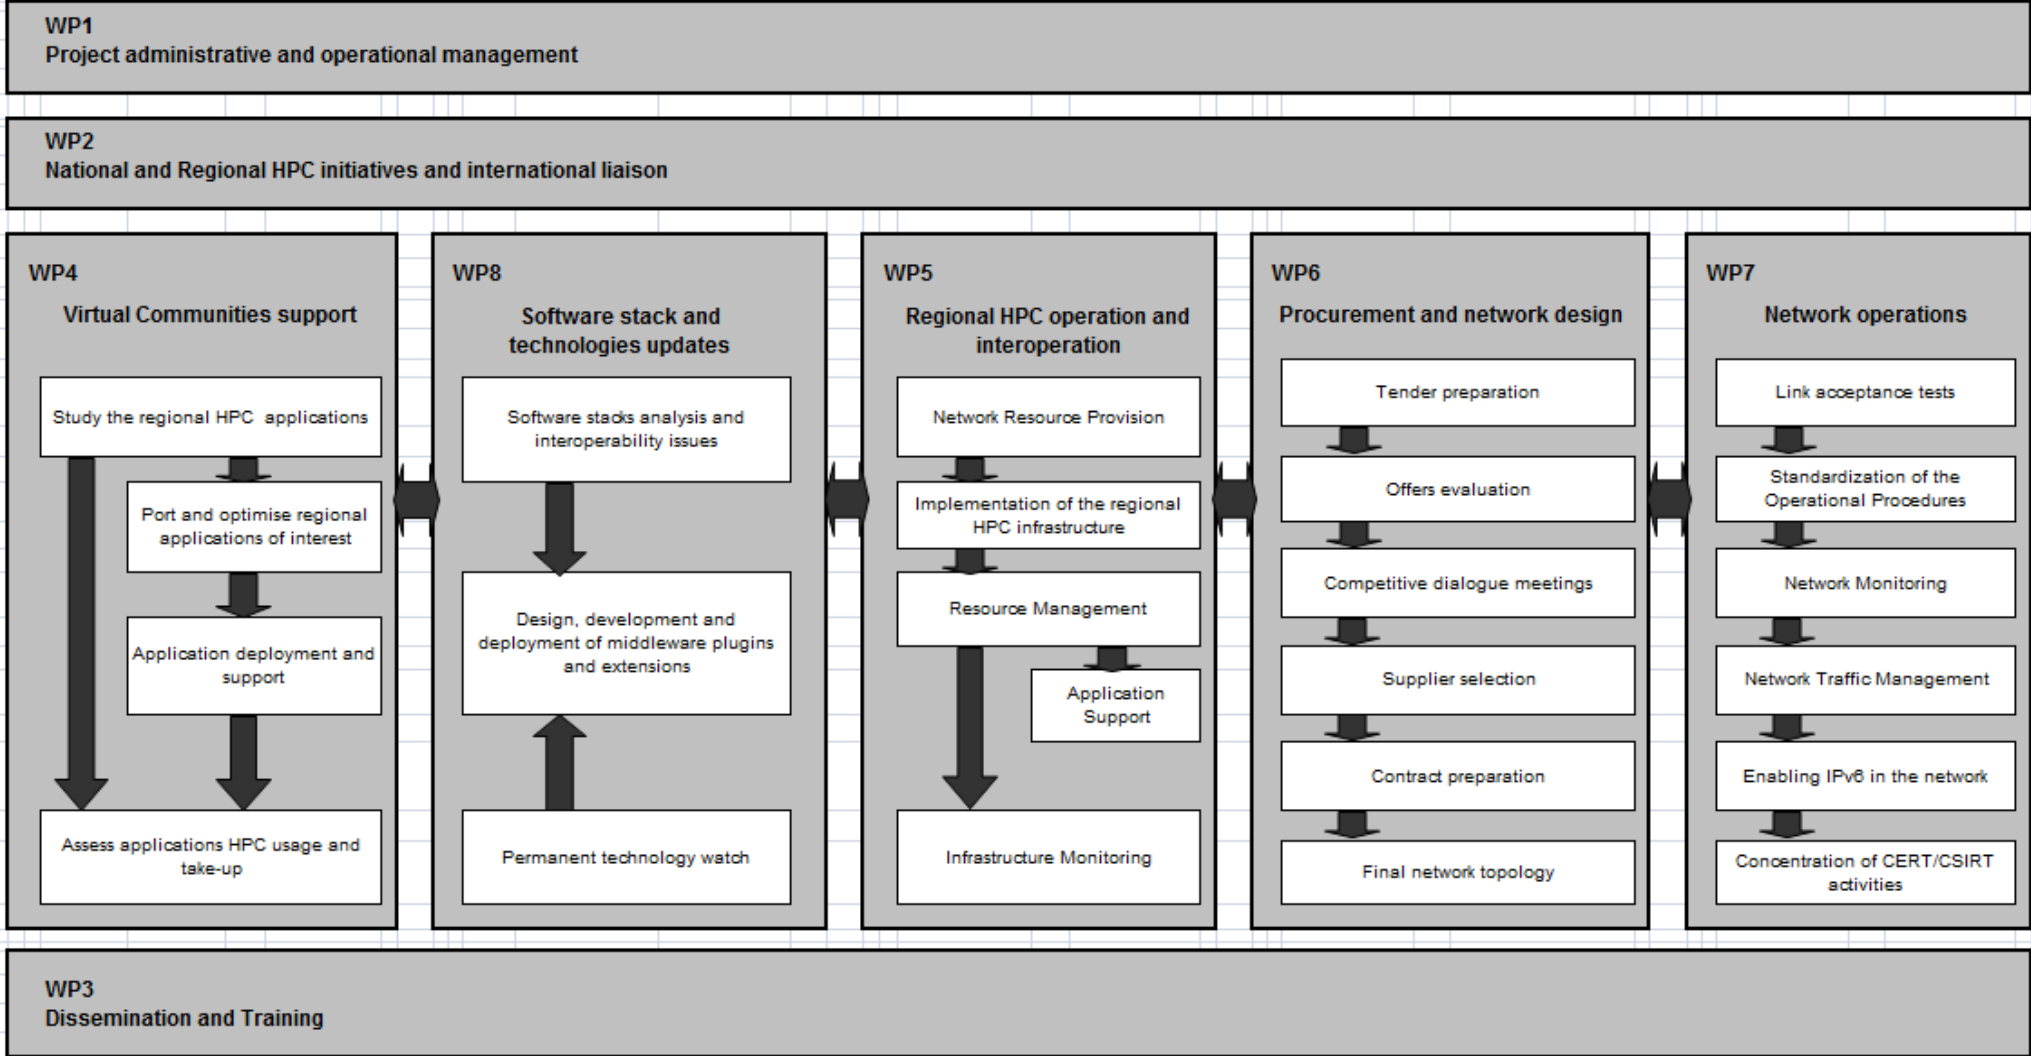 WP1
Project administrative and operational management
WP2
National and Regional HPC initiatives and international liaison
WP4
Virtual Communities support
Study the regional HPC applications
Port and optimise regional
applications of interest
Application deployment and
support
Assess applications HPC usage and
take-up
WP8
Software stack and
technologies updates
Software stacks analysis and
interoperability issues
Design, development and
deployment of middleware plugins
and extensions
Permanent technology watch
WP5
Regional HPC operation and
interoperation
Network Resource Provision
Implementation of the regional
HPC infrastructure
Resource Management
Application
Support
Infrastructure Monitoring
WP6
Procurement and network design
Tender preparation
Offers evaluation
Competitive dialogue meetings
Supplier selection
Contract preparation
Final network topology
WP7
Network operations
Link acceptance tests
Standardization of the
Operational Procedures
Network Monitoring
Network Traffic Management
Enabling IPv6 in the network
Concentration of CERT/CSIRT
activities
WP3
Dissemination and Training